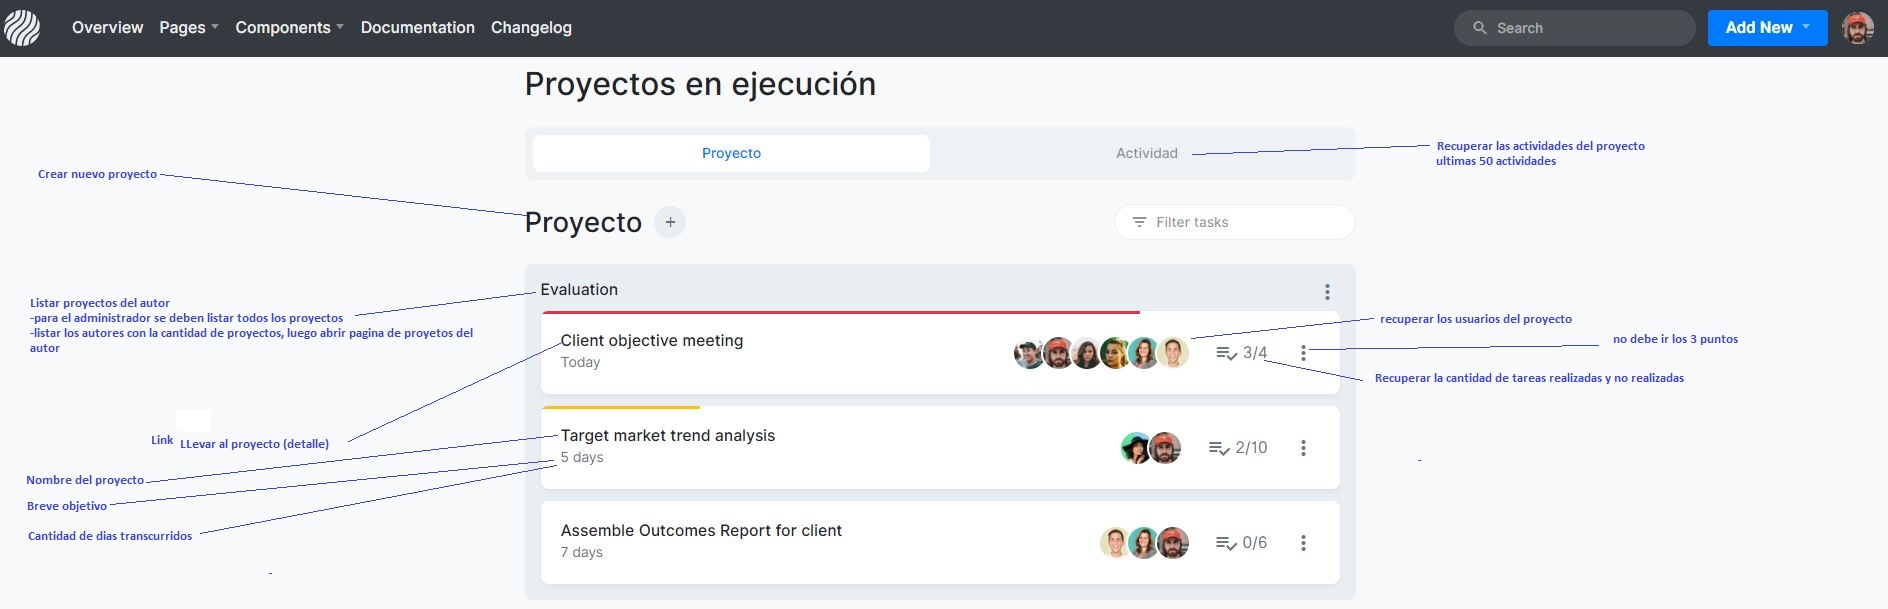 Overview Pages Components Documentation Changelog Search Add New
Proyectos en ejecución
Proyecto Actividad
Recuperar las actividades del proyecto
ultimas 50 actividades
Crear nuevo proyecto
Proyecto + Filter tasks
Evaluation
Listar proyectos del autor
-para el administrador se deben listar todos los proyectos
-listar los autores con la cantidad de proyectos, luego abrir pagina de proyetos del
autor
recuperar los usuarios del proyecto
no debe ir los 3 puntos
Client objective meeting
Today
3/4
Recuperar la cantidad de tareas realizadas y no realizadas
Link LLevar al proyecto (detalle)
Target market trend analysis
5 days
2/10
Nombre del proyecto
Breve objetivo
Cantidad de dias transcurridos
Assemble Outcomes Report for client
7 days
0/6